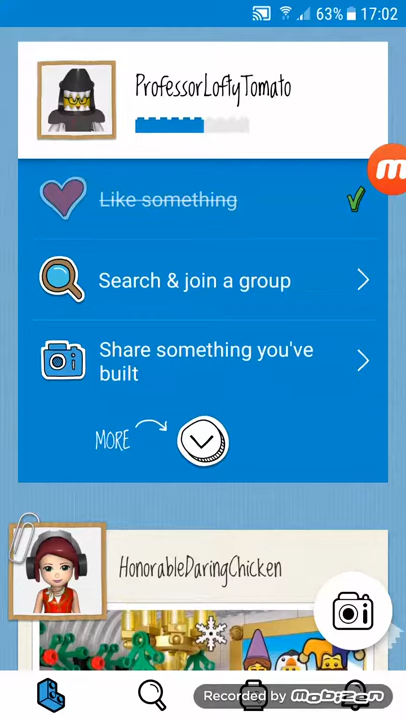 63% 17:02
ProfessorLoftyTomato
Like something
Search & join a group
Share something you've
built
MORE
HonorableDaringChicken
Recorded by mobizen